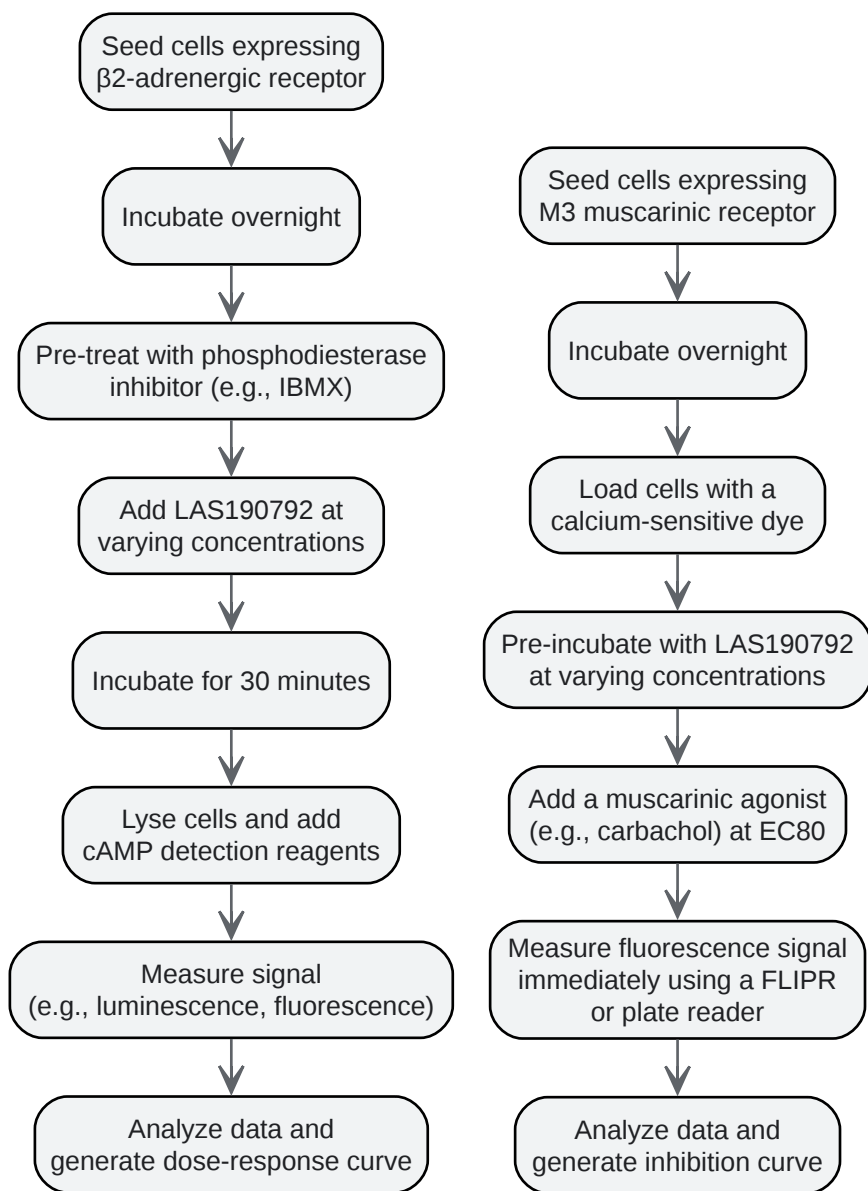 Seed cells expressing
β2-adrenergic receptor
Incubate overnight
Pre-treat with phosphodiesterase
inhibitor (e.g., IBMX)
Add LAS190792 at
varying concentrations
Incubate for 30 minutes
Lyse cells and add
cAMP detection reagents
Measure signal
(e.g., luminescence, fluorescence)
Analyze data and
generate dose-response curve
Seed cells expressing
M3 muscarinic receptor
Incubate overnight
Load cells with a
calcium-sensitive dye
Pre-incubate with LAS190792
at varying concentrations
Add a muscarinic agonist
(e.g., carbachol) at EC80
Measure fluorescence signal
immediately using a FLIPR
or plate reader
Analyze data and
generate inhibition curve